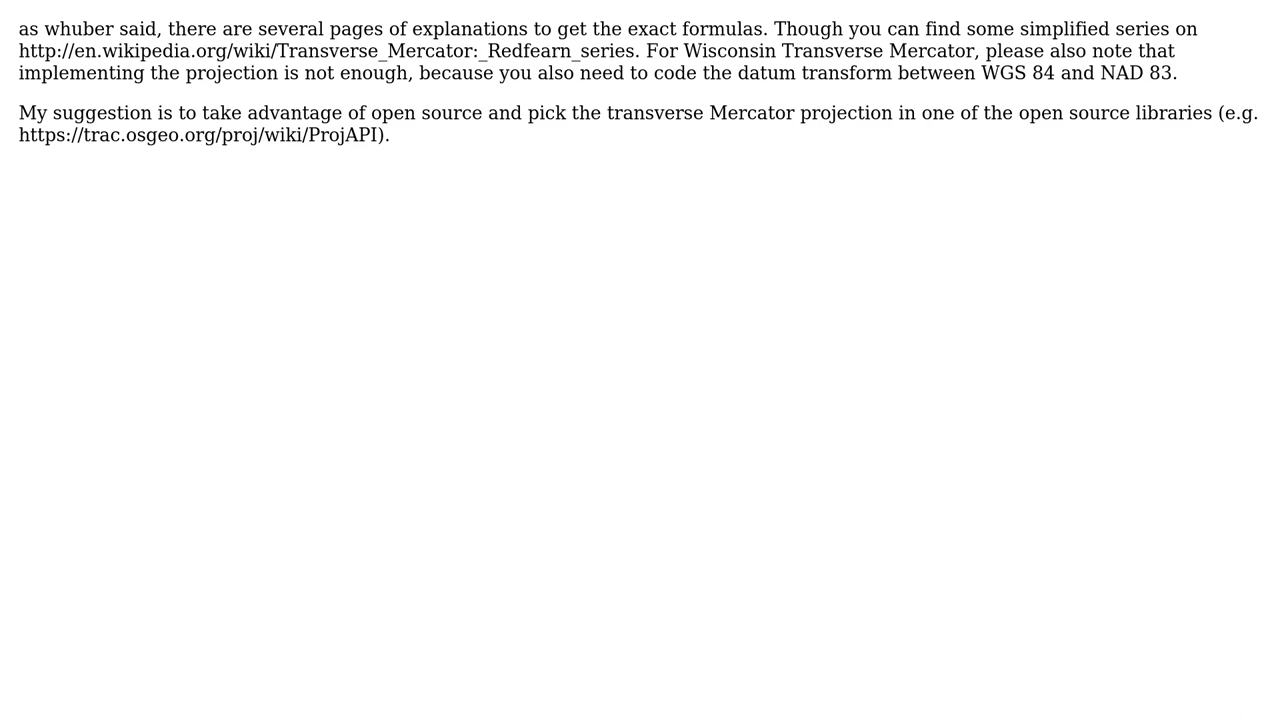 as whuber said, there are several pages of explanations to get the exact formulas. Though you can find some simplified series on
http://en.wikipedia.org/wiki/Transverse_Mercator:_Redfearn_series. For Wisconsin Transverse Mercator, please also note that
implementing the projection is not enough, because you also need to code the datum transform between WGS 84 and NAD 83.
My suggestion is to take advantage of open source and pick the transverse Mercator projection in one of the open source libraries (e.g.
https://trac.osgeo.org/proj/wiki/ProjAPI).